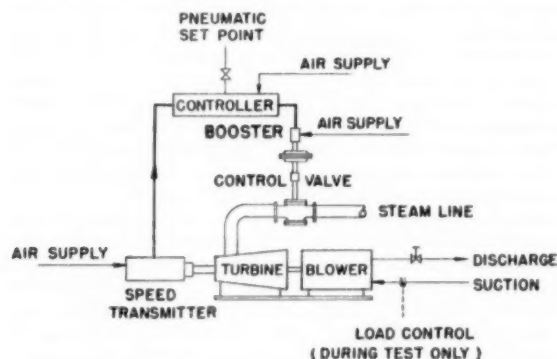 PNEUMATIC
SET POINT
AIR SUPPLY
CONTROLLER
BOOSTER
AIR SUPPLY
CONTROL VALVE
STEAM LINE
AIR SUPPLY
TURBINE
BLOWER
DISCHARGE
SUCTION
SPEED
TRANSMITTER
LOAD CONTROL
(DURING TEST ONLY)